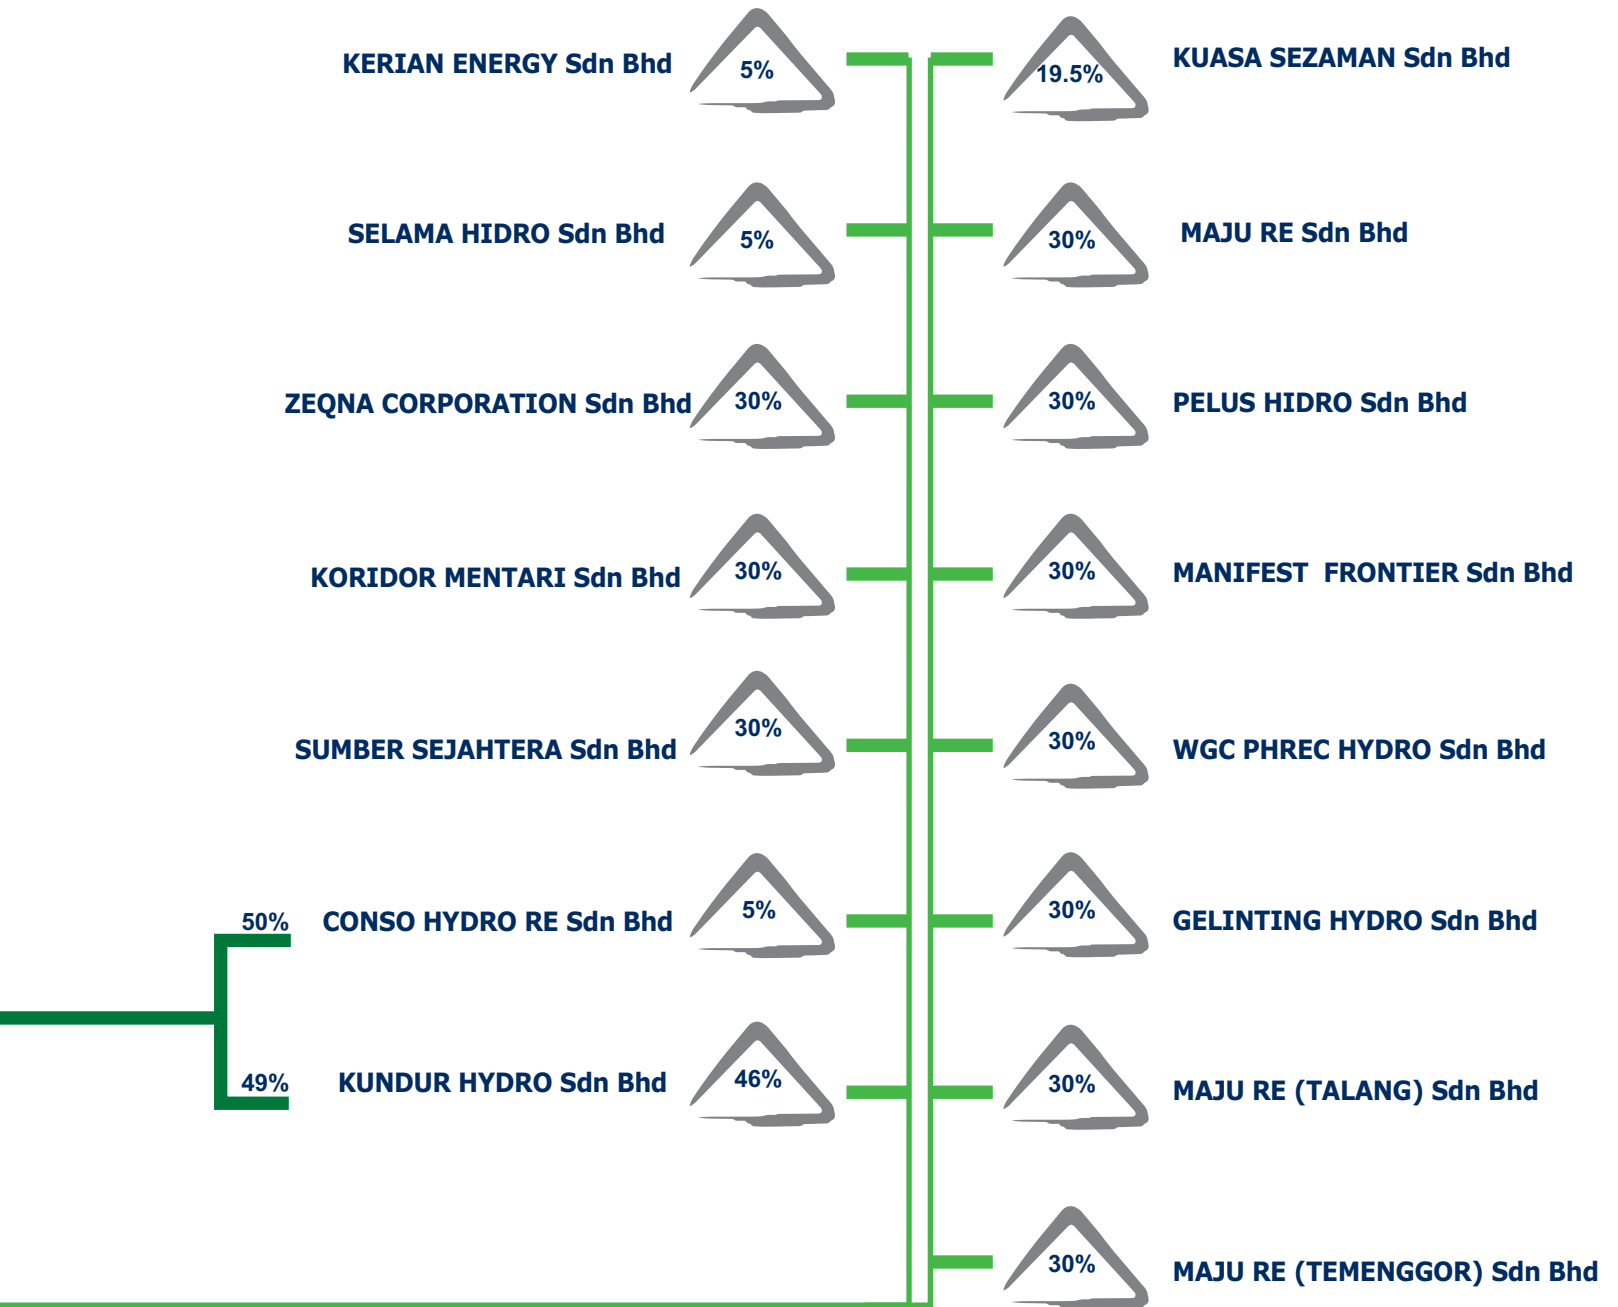 KERIAN ENERGY Sdn Bhd 5% 19.5% KUASA SEZAMAN Sdn Bhd
SELAMA HIDRO Sdn Bhd 5% 30% MAJU RE Sdn Bhd
ZEQNA CORPORATION Sdn Bhd 30% 30% PELUS HIDRO Sdn Bhd
KORIDOR MENTARI Sdn Bhd 30% 30% MANIFEST  FRONTIER Sdn Bhd
SUMBER SEJAHTERA Sdn Bhd 30% 30% WGC PHREC HYDRO Sdn Bhd
50% CONSO HYDRO RE Sdn Bhd 5% 30% GELINTING HYDRO Sdn Bhd
49% KUNDUR HYDRO Sdn Bhd 46% 30% MAJU RE (TALANG) Sdn Bhd
30% MAJU RE (TEMENGGOR) Sdn Bhd